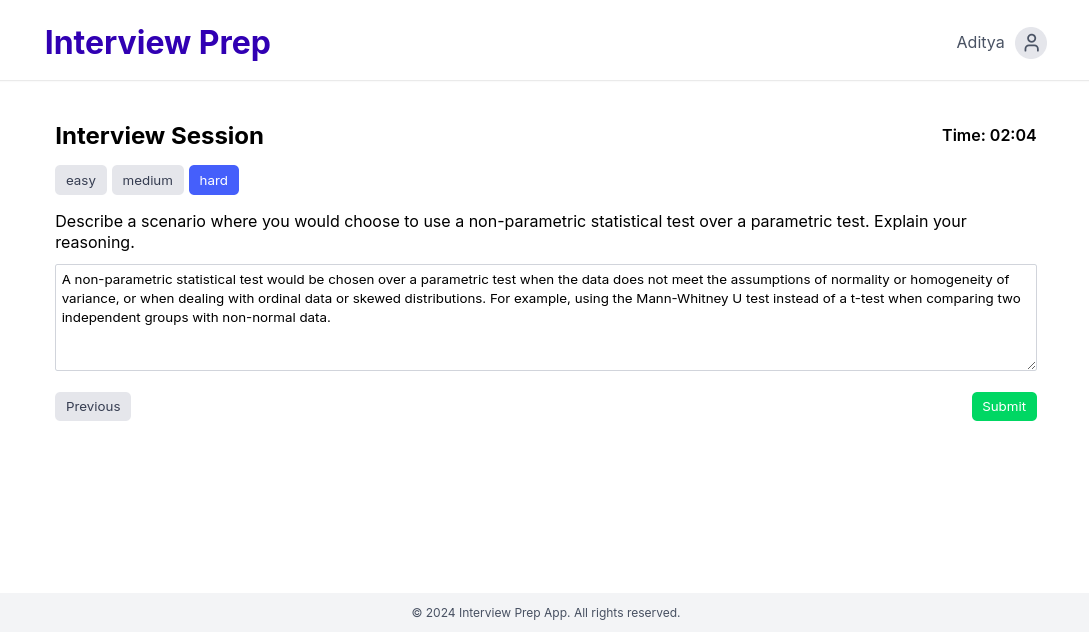 Interview Prep
Aditya
Interview Session
Time: 02:04
easy medium hard
Describe a scenario where you would choose to use a non-parametric statistical test over a parametric test. Explain your
reasoning.
A non-parametric statistical test would be chosen over a parametric test when the data does not meet the assumptions of normality or homogeneity of
variance, or when dealing with ordinal data or skewed distributions. For example, using the Mann-Whitney U test instead of a t-test when comparing two
independent groups with non-normal data.
Previous
Submit
© 2024 Interview Prep App. All rights reserved.